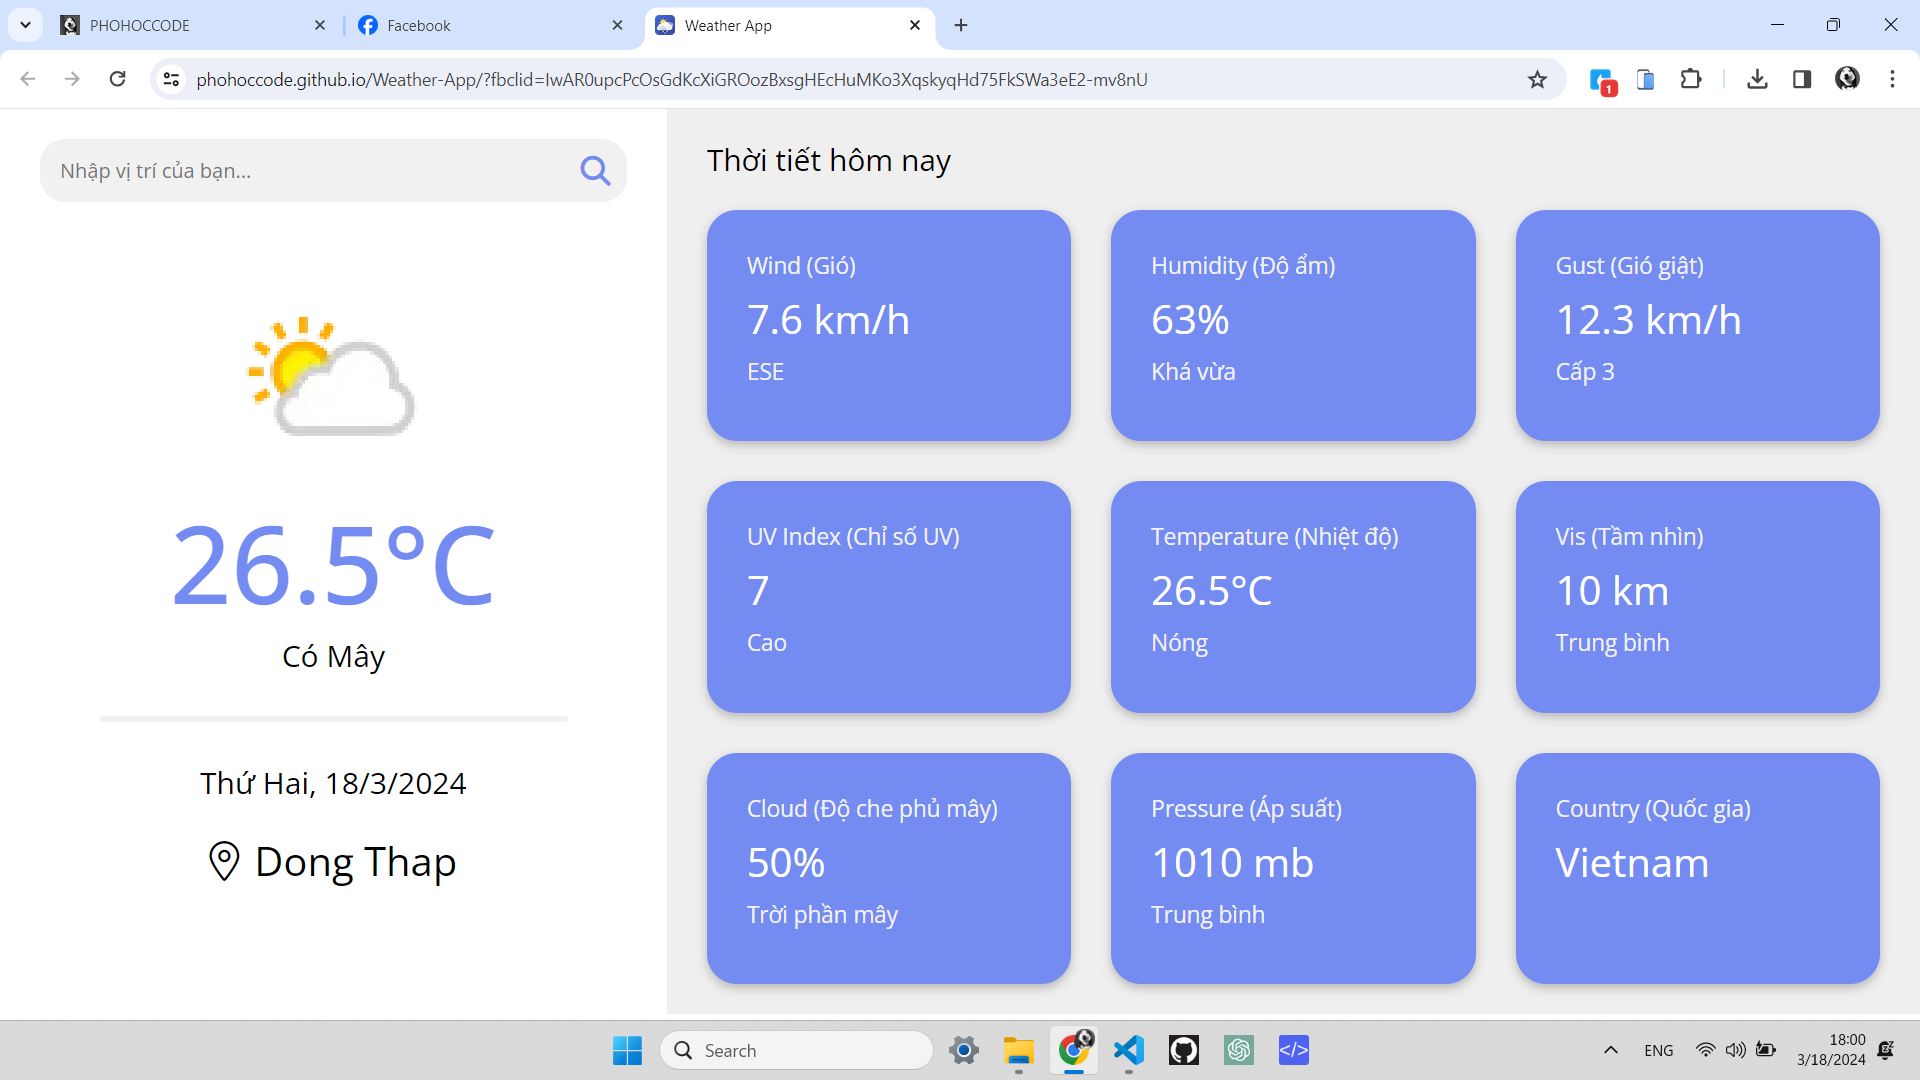 PHOHOCCODE
Facebook
Weather App
phohoccode.github.io/Weather-App/?fbclid=IwAR0upcPcOsGdKcXiGROozBxsgHEcHuMKo3XqskyqHd75FkSWa3eE2-mv8nU
1
Nhập vị trí của bạn...
26.5°C
Có Mây
Thứ Hai, 18/3/2024
Dong Thap
Thời tiết hôm nay
Wind (Gió)
7.6 km/h
ESE
Humidity (Độ ẩm)
63%
Khá vừa
Gust (Gió giật)
12.3 km/h
Cấp 3
UV Index (Chỉ số UV)
7
Cao
Temperature (Nhiệt độ)
26.5°C
Nóng
Vis (Tầm nhìn)
10 km
Trung bình
Cloud (Độ che phủ mây)
50%
Trời phần mây
Pressure (Áp suất)
1010 mb
Trung bình
Country (Quốc gia)
Vietnam
Search
</>
ENG
18:00
3/18/2024